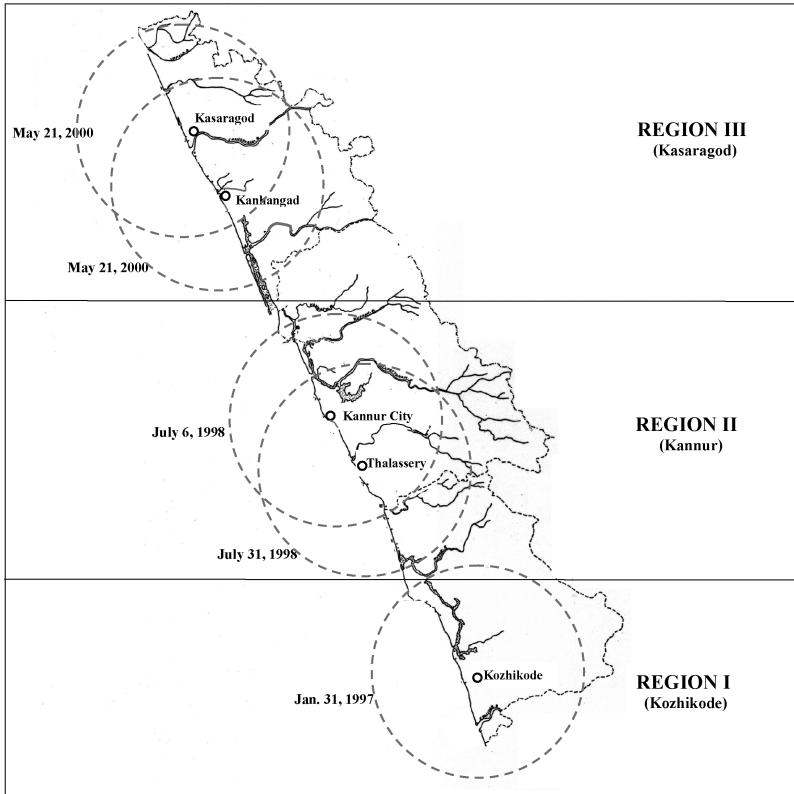 Kasaragod
May 21, 2000
REGION III
(Kasaragod)
Kanhangad
May 21, 2000
Kannur City
July 6, 1998
REGION II
(Kannur)
Thalassery
July 31, 1998
Kozhikode
Jan. 31, 1997
REGION I
(Kozhikode)